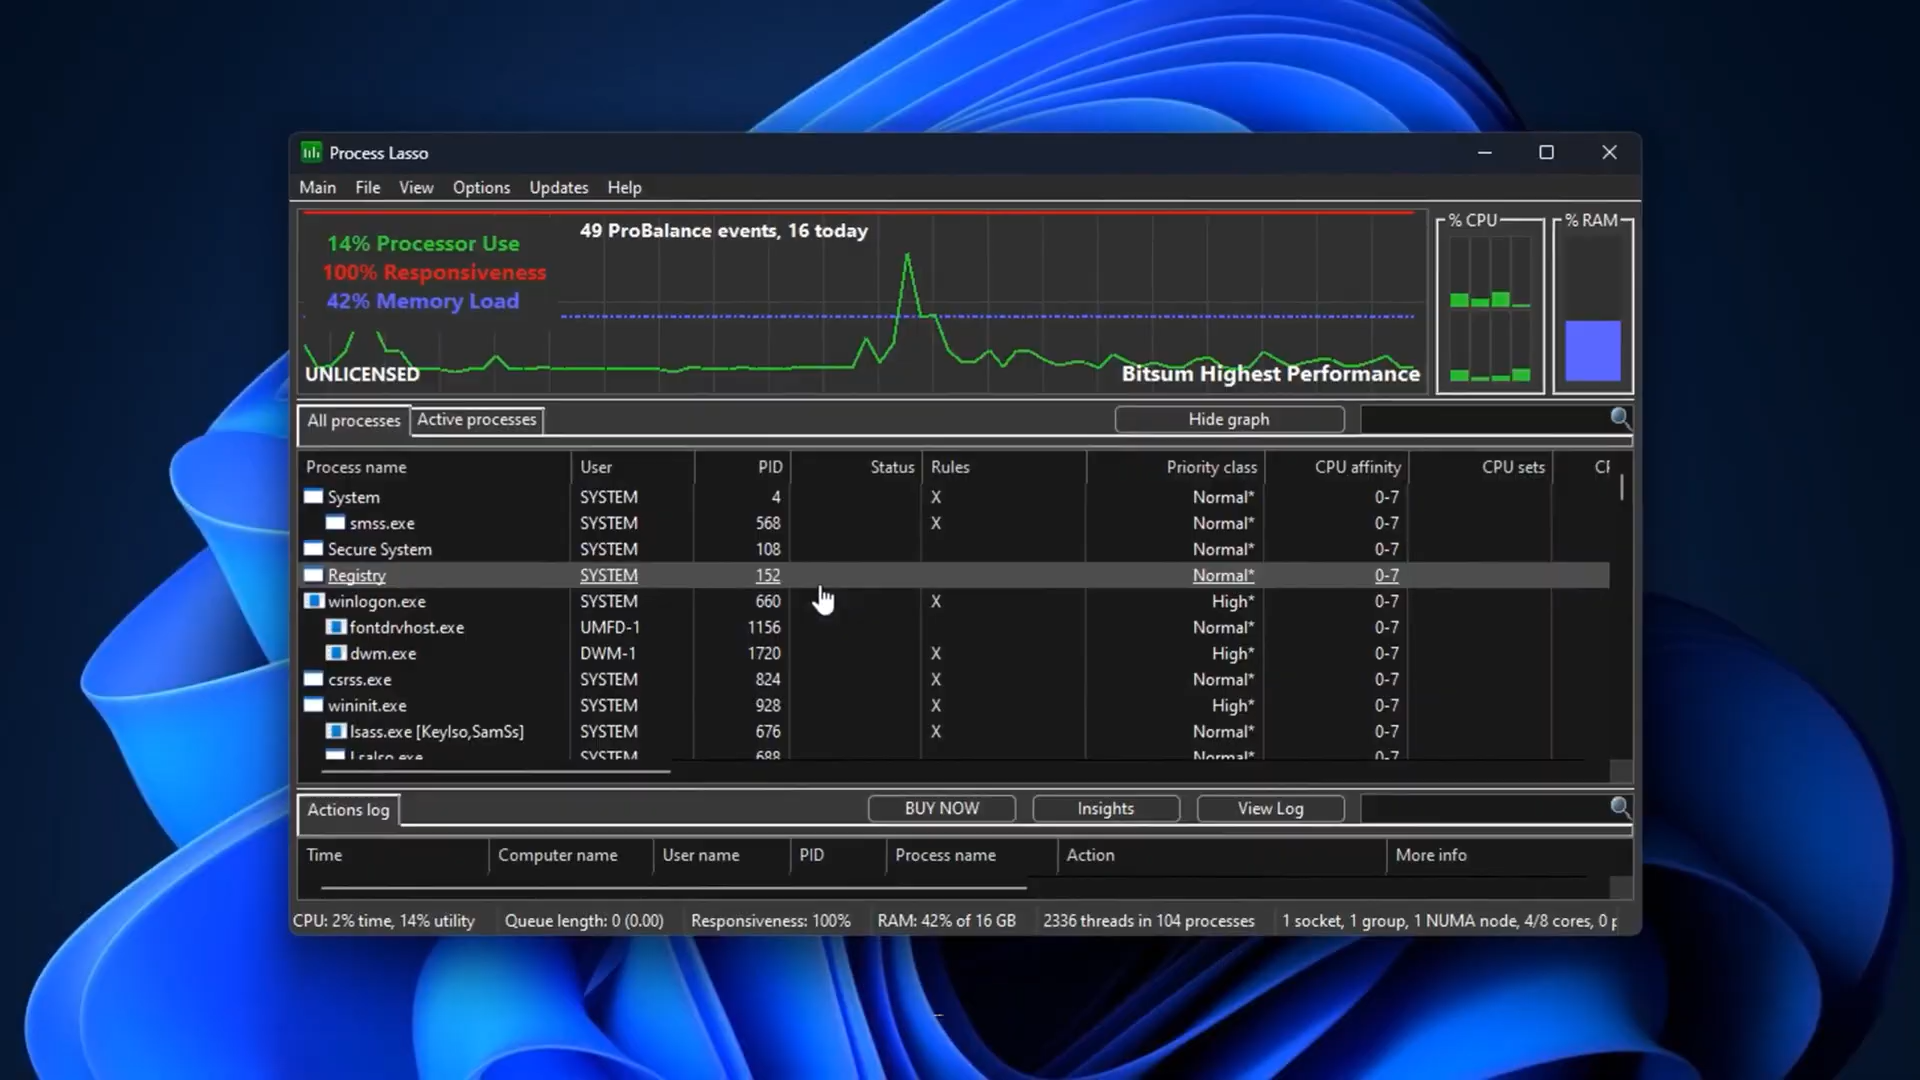 Process Lasso
Main File View Options Updates Help
49 ProBalance events, 16 today
14% Processor Use
100% Responsiveness
42% Memory Load
UNLICENSED
Bitsum Highest Performance
% CPU
% RAM
All processes Active processes Hide graph
Process name User PID Status Rules Priority class CPU affinity CPU sets
System SYSTEM 4 X Normal* 0-7
smss.exe SYSTEM 568 X Normal* 0-7
Secure System SYSTEM 108 Normal* 0-7
Registry SYSTEM 152 Normal* 0-7
winlogon.exe SYSTEM 660 X High* 0-7
fontdrvhost.exe UMFD-1 1156 Normal* 0-7
dwm.exe DWM-1 1720 X High* 0-7
csrss.exe SYSTEM 824 X Normal* 0-7
wininit.exe SYSTEM 928 X High* 0-7
lsass.exe [KeyIso,SamSs] SYSTEM 676 X Normal* 0-7
SYSTEM 688 Normal* 0-7
Actions log BUY NOW Insights View Log
Time Computer name User name PID Process name Action More info
CPU: 2% time, 14% utility Queue length: 0 (0.00) Responsiveness: 100% RAM: 42% of 16 GB 2336 threads in 104 processes 1 socket, 1 group, 1 NUMA node, 4/8 cores, 0